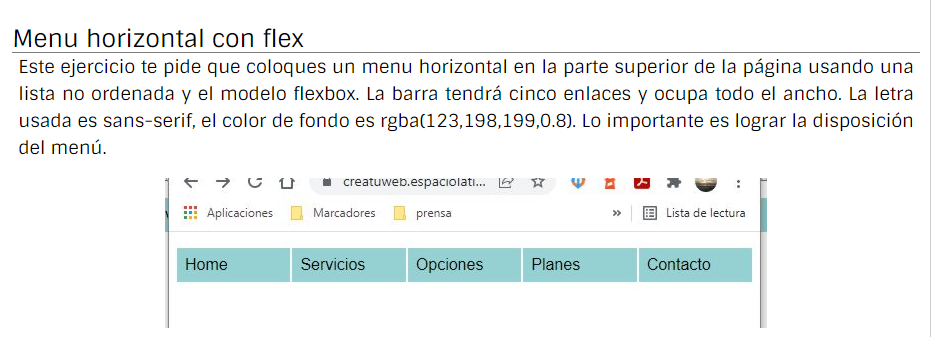 Menu horizontal con flex
Este ejercicio te pide que coloques un menu horizontal en la parte superior de la página usando una
lista no ordenada y el modelo flexbox. La barra tendrá cinco enlaces y ocupa todo el ancho. La letra
usada es sans-serif, el color de fondo es rgba(123,198,199,0.8). Lo importante es lograr la disposición
del menú.
creatuweb.espaciolati...
Aplicaciones Marcadores prensa » Lista de lectura
Home Servicios Opciones Planes Contacto